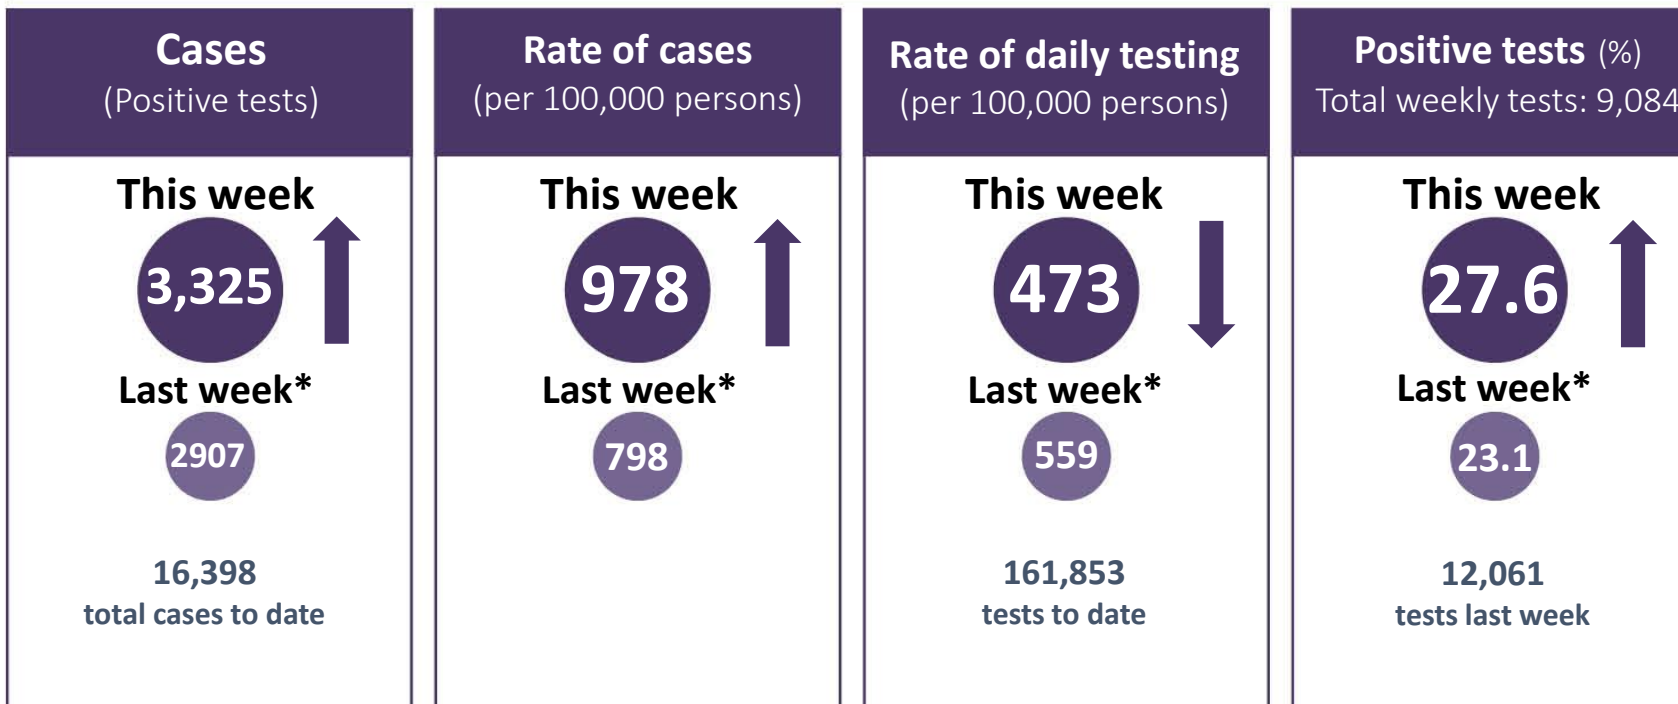 Cases
(Positive tests)
This week
3,325
Last week*
2907
16,398
total cases to date
Rate of cases
(per 100,000 persons)
This week
978
Last week*
798
Rate of daily testing
(per 100,000 persons)
This week
473
Last week*
559
161,853
tests to date
Positive tests (%)
Total weekly tests: 9,084
This week
27.6
Last week*
23.1
12,061
tests last week